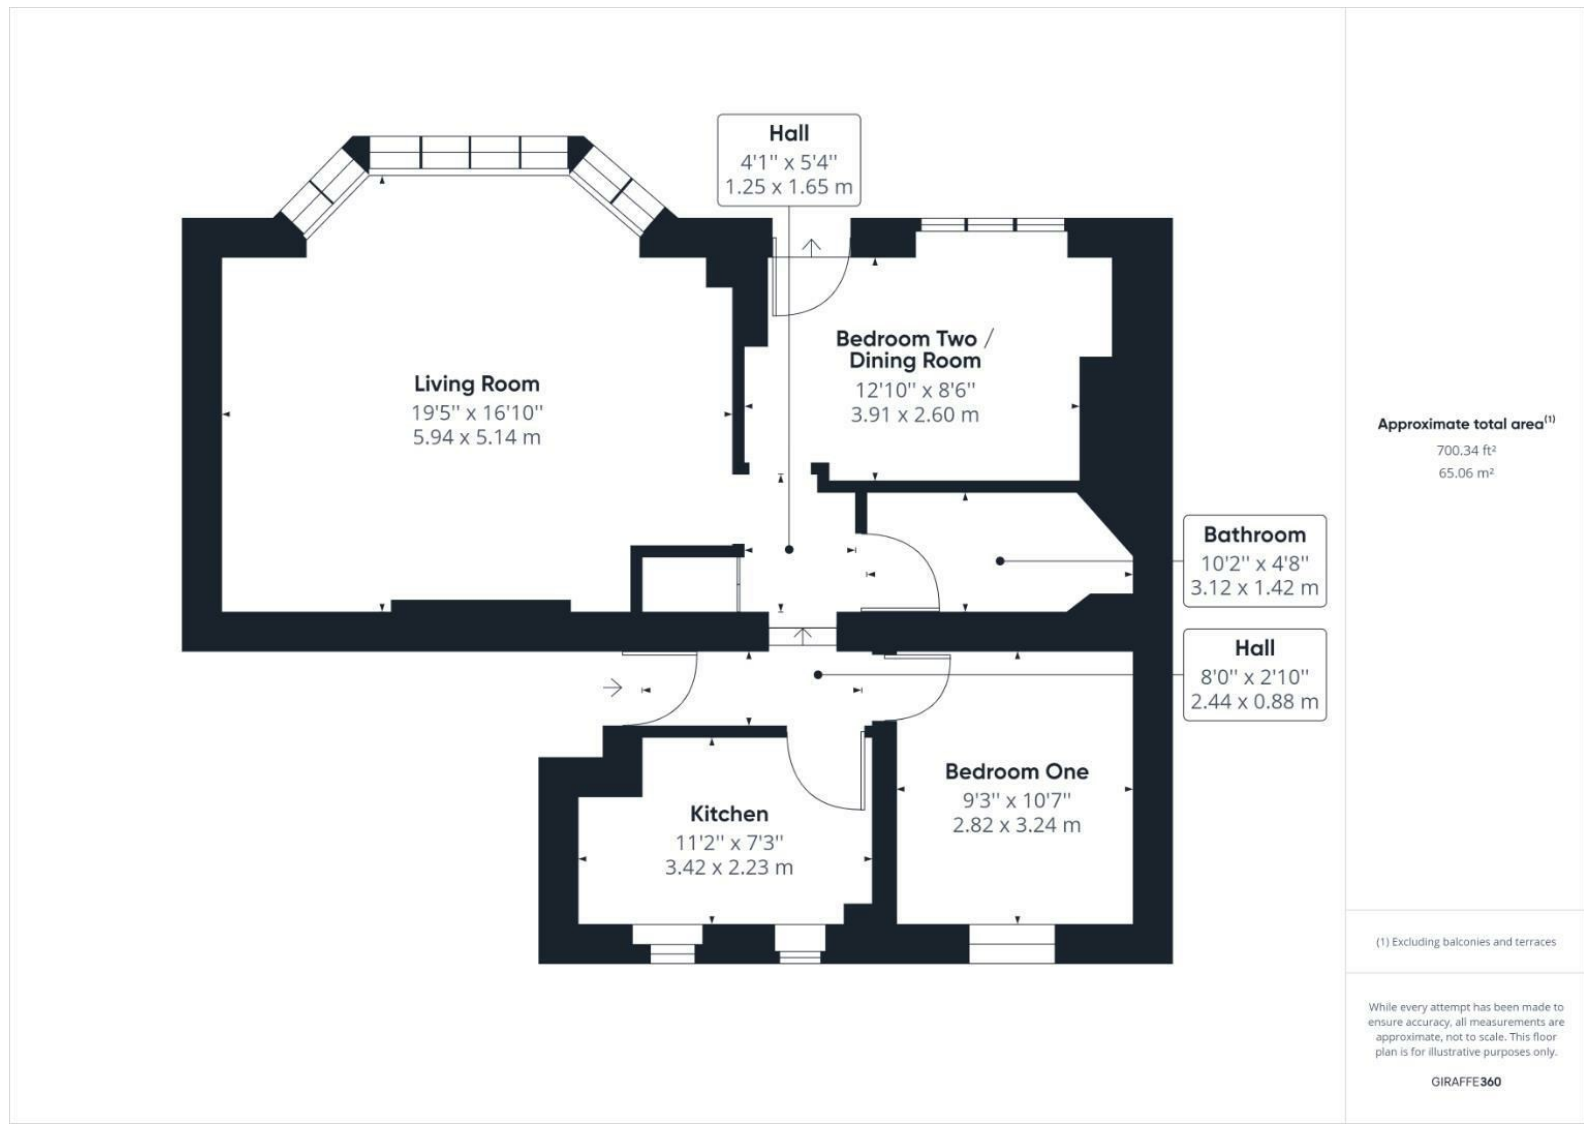 Hall
4'1" x 5'4"
1.25 x 1.65 m
Living Room
19'5" x 16'10"
5.94 x 5.14 m
Bedroom Two /
Dining Room
12'10" x 8'6"
3.91 x 2.60 m
Bathroom
10'2" x 4'8"
3.12 x 1.42 m
Hall
8'0" x 2'10"
2.44 x 0.88 m
Kitchen
11'2" x 7'3"
3.42 x 2.23 m
Bedroom One
9'3" x 10'7"
2.82 x 3.24 m
Approximate total area(1)
700.34 ft²
65.06 m²
(1) Excluding balconies and terraces
While every attempt has been made to
ensure accuracy, all measurements are
approximate, not to scale. This floor
plan is for illustrative purposes only.
GIRAFFE360